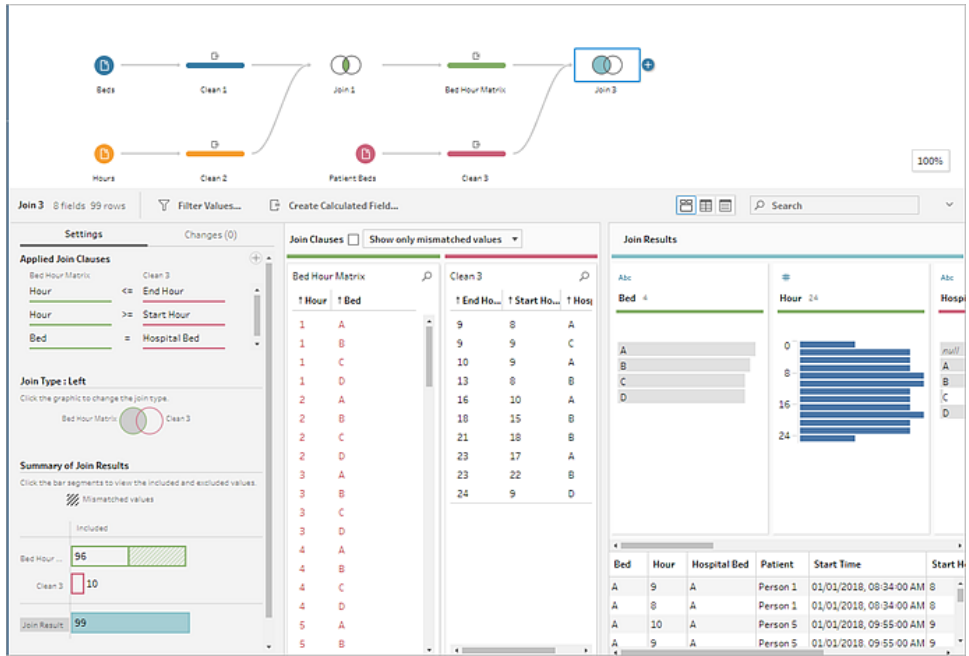 Beds
Clean 1
Join 1
Bed Hour Matrix
Join 3
Hours
Clean 2
Patient Beds
Clean 3
100%
Join 3 8 fields 99 rows
Filter Values...
Create Calculated Field...
Search
Settings
Changes (0)
Applied Join Clauses
Bed Hour Matrix Clean 3
Hour <= End Hour
Hour >= Start Hour
Bed = Hospital Bed
Join Type : Left
Click the graphic to change the join type.
Bed Hour Matrix Clean 3
Summary of Join Results
Click the bar segments to view the included and excluded values.
Mismatched values
Included
Bed Hour ... 96
Clean 3 10
Join Result 99
Join Clauses Show only mismatched values
Bed Hour Matrix
Hour Bed
1 A
1 B
1 C
1 D
2 A
2 B
2 C
2 D
3 A
3 B
3 C
3 D
4 A
4 B
4 C
4 D
5 A
5 B
Clean 3
End Ho... Start Ho... Hosp
9 8 A
9 9 C
10 9 A
13 8 B
16 10 A
18 15 B
21 18 B
23 17 A
23 22 B
24 9 D
Join Results
Abc
Bed 4
A
B
C
D
#
Hour 24
0
8
16
24
Abc
Hospi
null
A
B
C
D
Bed Hour Hospital Bed Patient Start Time Start H
A 9 A Person 1 01/01/2018, 08:34:00 AM 8
A 8 A Person 1 01/01/2018, 08:34:00 AM 8
A 10 A Person 5 01/01/2018, 09:55:00 AM 9
A 9 A Person 5 01/01/2018, 09:55:00 AM 9